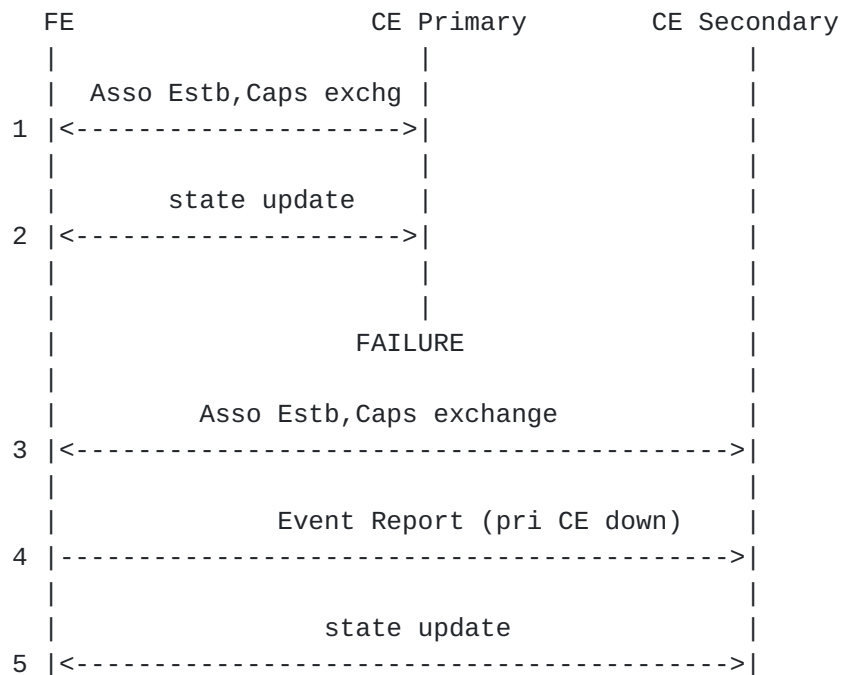 FE CE Primary CE Secondary
Asso Estb,Caps exchg
1
state update
2
FAILURE
Asso Estb,Caps exchange
3
Event Report (pri CE down)
4
state update
5